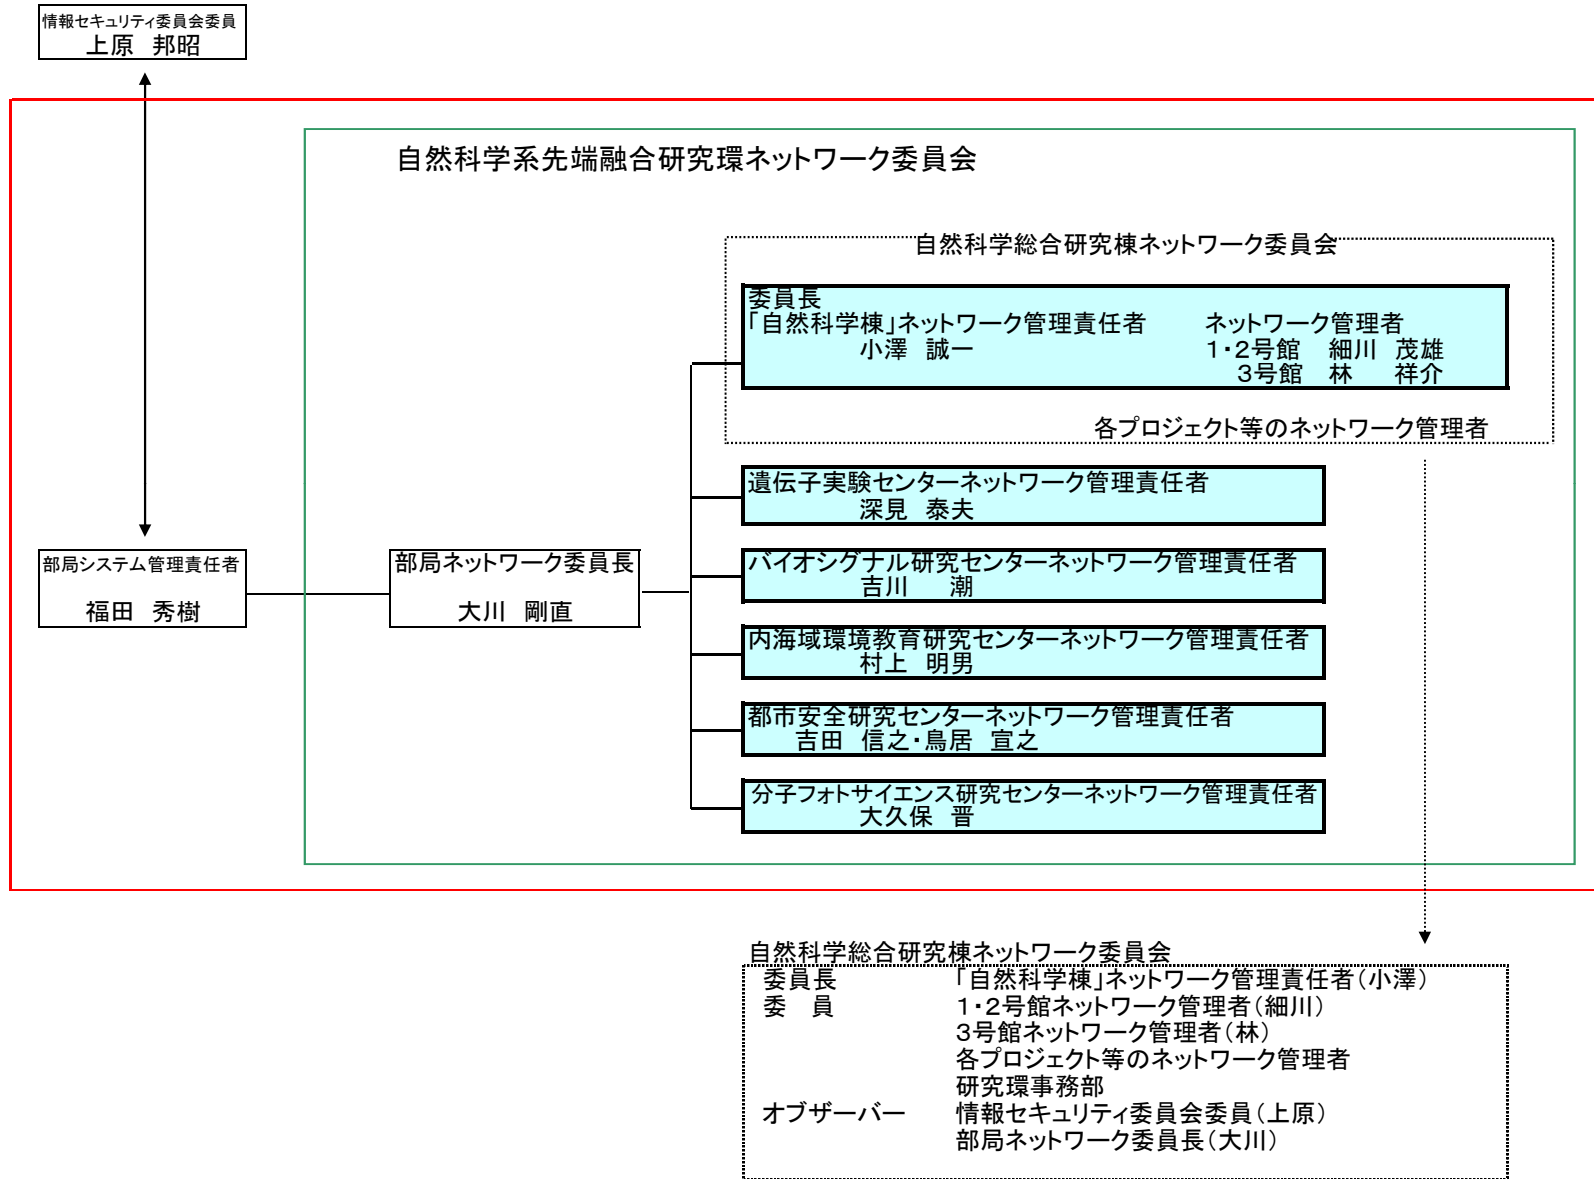 情報セキュリティ委員会委員
上原　邦昭
自然科学系先端融合研究環ネットワーク委員会
自然科学総合研究棟ネットワーク委員会
委員長
「自然科学棟」ネットワーク管理責任者　　ネットワーク管理者
小澤　誠一　　1・2号館　細川　茂雄
3号館　林　　祥介
各プロジェクト等のネットワーク管理者
遺伝子実験センターネットワーク管理責任者
深見　泰夫
部局システム管理責任者
福田　秀樹
部局ネットワーク委員長
大川　剛直
バイオシグナル研究センターネットワーク管理責任者
吉川　潮
内海域環境教育研究センターネットワーク管理責任者
村上　明男
都市安全研究センターネットワーク管理責任者
吉田　信之・鳥居　宣之
分子フォトサイエンス研究センターネットワーク管理責任者
大久保　晋
自然科学総合研究棟ネットワーク委員会
委員長　　「自然科学棟」ネットワーク管理責任者（小澤）
委　員　　1・2号館ネットワーク管理者（細川）
3号館ネットワーク管理者（林）
各プロジェクト等のネットワーク管理者
研究環事務部
オブザーバー　　情報セキュリティ委員会委員（上原）
部局ネットワーク委員長（大川）